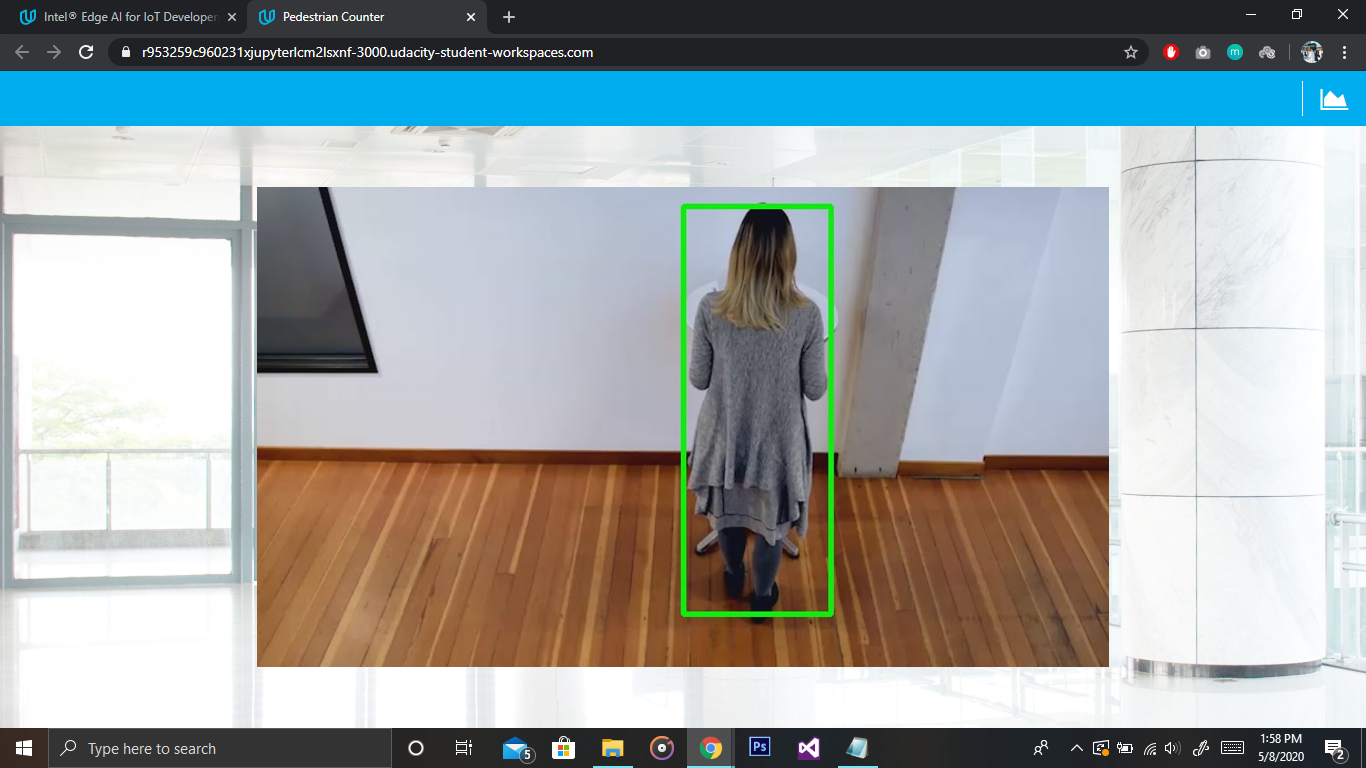 Intel® Edge AI for IoT Developer
Pedestrian Counter
r953259c960231xjupyterlcm2lsxnf-3000.udacity-student-workspaces.com
m
Type here to search
5
Ps
1:58 PM
5/8/2020
2